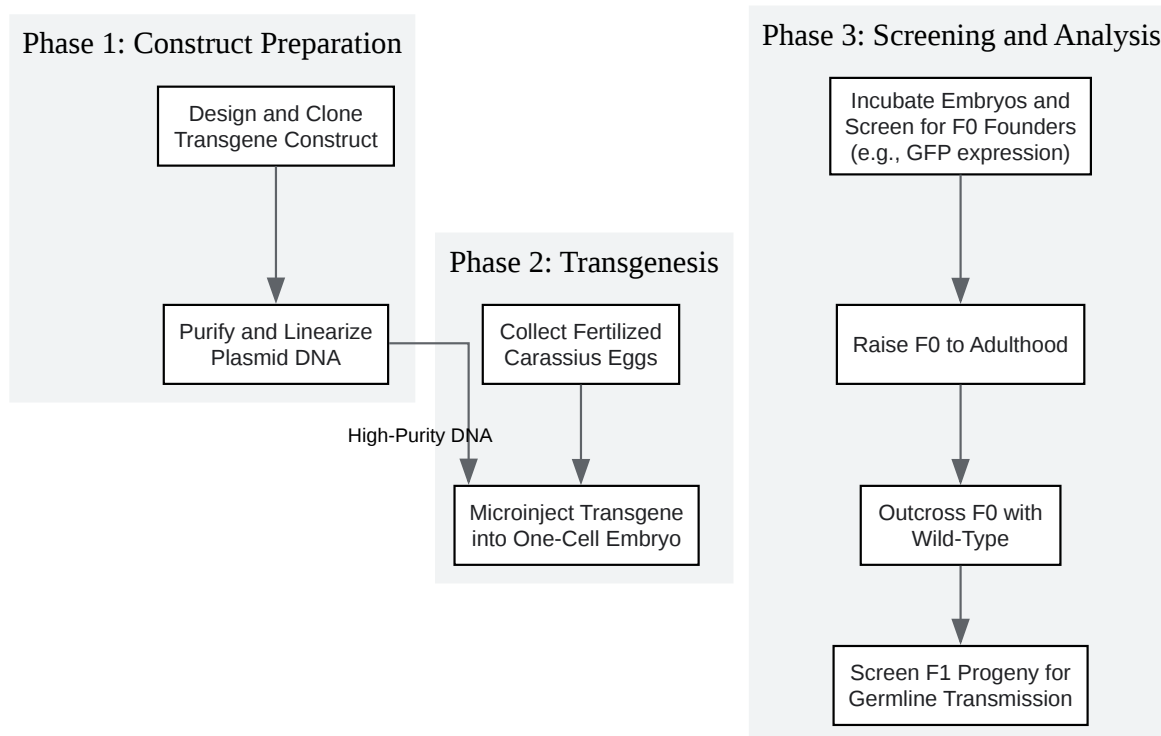 Phase 1: Construct Preparation
Design and Clone
Transgene Construct
Purify and Linearize
Plasmid DNA
High-Purity DNA
Phase 2: Transgenesis
Collect Fertilized
Carassius Eggs
Microinject Transgene
into One-Cell Embryo
Phase 3: Screening and Analysis
Incubate Embryos and
Screen for F0 Founders
(e.g., GFP expression)
Raise F0 to Adulthood
Outcross F0 with
Wild-Type
Screen F1 Progeny for
Germline Transmission